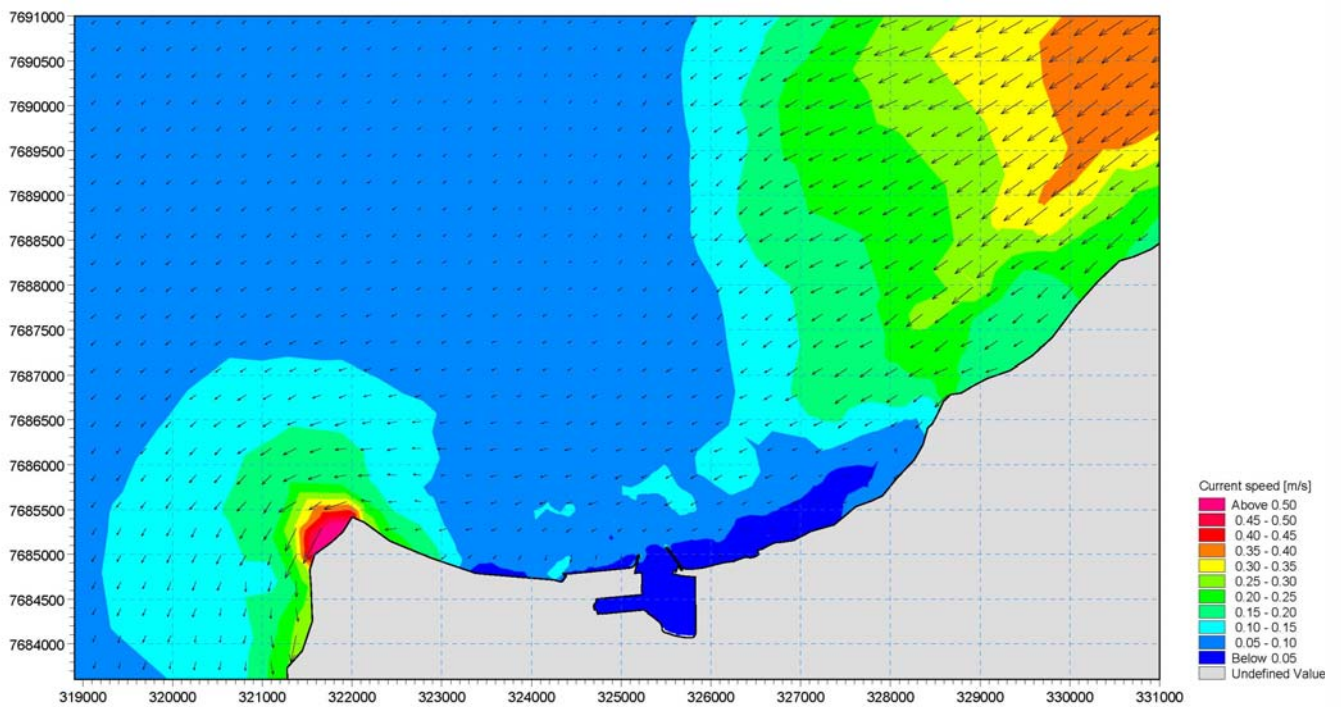 7691000
7690500
7690000
7689500
7689000
7688500
7688000
7687500
7687000
7686500
7686000
7685500
7685000
7684500
7684000
319000 320000 321000 322000 323000 324000 325000 326000 327000 328000 329000 330000 331000
Current speed [m/s]
Above 0.50
0.45 - 0.50
0.40 - 0.45
0.35 - 0.40
0.30 - 0.35
0.25 - 0.30
0.20 - 0.25
0.15 - 0.20
0.10 - 0.15
0.05 - 0.10
Below 0.05
Undefined Value